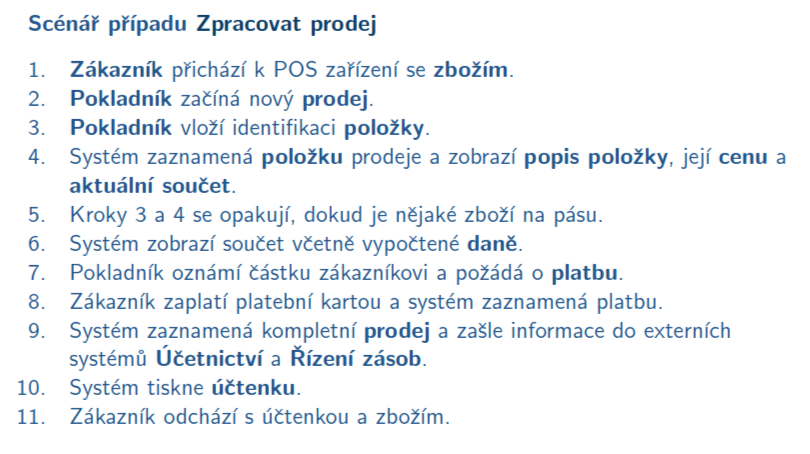 Scénář případu Zpracovat prodej
1. Zákazník přichází k POS zařízení se zbožím.
2. Pokladník začíná nový prodej.
3. Pokladník vloží identifikaci položky.
4. Systém zaznamená položku prodeje a zobrazí popis položky, její cenu a
aktuální součet.
5. Kroky 3 a 4 se opakují, dokud je nějaké zboží na pásu.
6. Systém zobrazí součet včetně vypočtené daně.
7. Pokladník oznámí částku zákazníkovi a požádá o platbu.
8. Zákazník zaplatí platební kartou a systém zaznamená platbu.
9. Systém zaznamená kompletní prodej a zašle informace do externích
systémů Účetnictví a Řízení zásob.
10. Systém tiskne účtenku.
11. Zákazník odchází s účtenkou a zbožím.